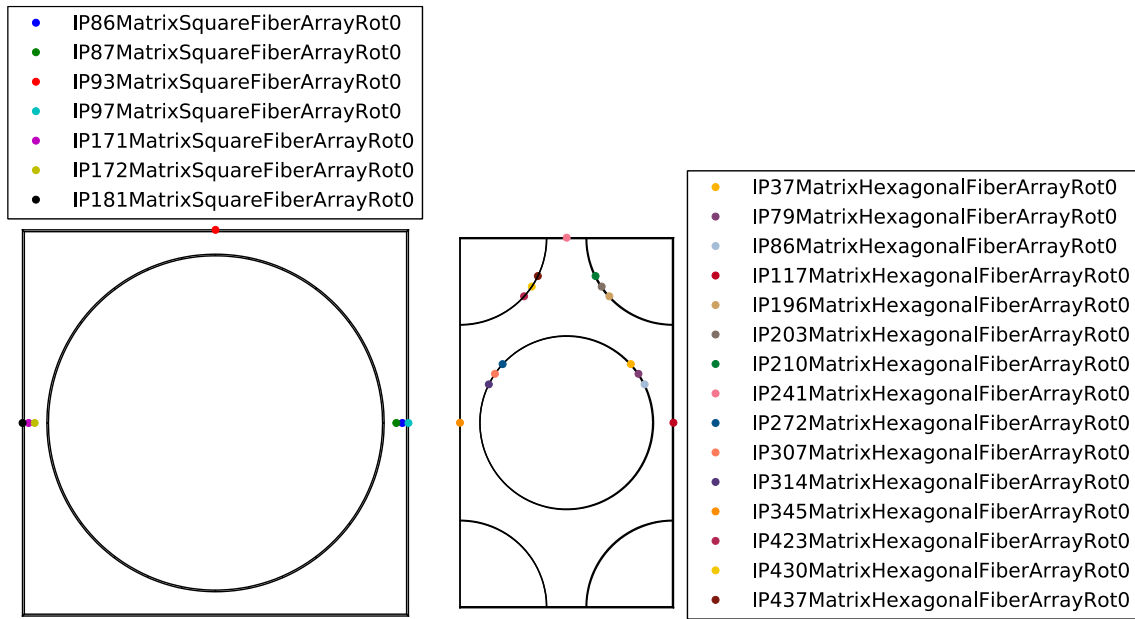 IP86MatrixSquareFiberArrayRot0
IP87MatrixSquareFiberArrayRot0
IP93MatrixSquareFiberArrayRot0
IP97MatrixSquareFiberArrayRot0
IP171MatrixSquareFiberArrayRot0
IP172MatrixSquareFiberArrayRot0
IP181MatrixSquareFiberArrayRot0
IP37MatrixHexagonalFiberArrayRot0
IP79MatrixHexagonalFiberArrayRot0
IP86MatrixHexagonalFiberArrayRot0
IP117MatrixHexagonalFiberArrayRot0
IP196MatrixHexagonalFiberArrayRot0
IP203MatrixHexagonalFiberArrayRot0
IP210MatrixHexagonalFiberArrayRot0
IP241MatrixHexagonalFiberArrayRot0
IP272MatrixHexagonalFiberArrayRot0
IP307MatrixHexagonalFiberArrayRot0
IP314MatrixHexagonalFiberArrayRot0
IP345MatrixHexagonalFiberArrayRot0
IP423MatrixHexagonalFiberArrayRot0
IP430MatrixHexagonalFiberArrayRot0
IP437MatrixHexagonalFiberArrayRot0